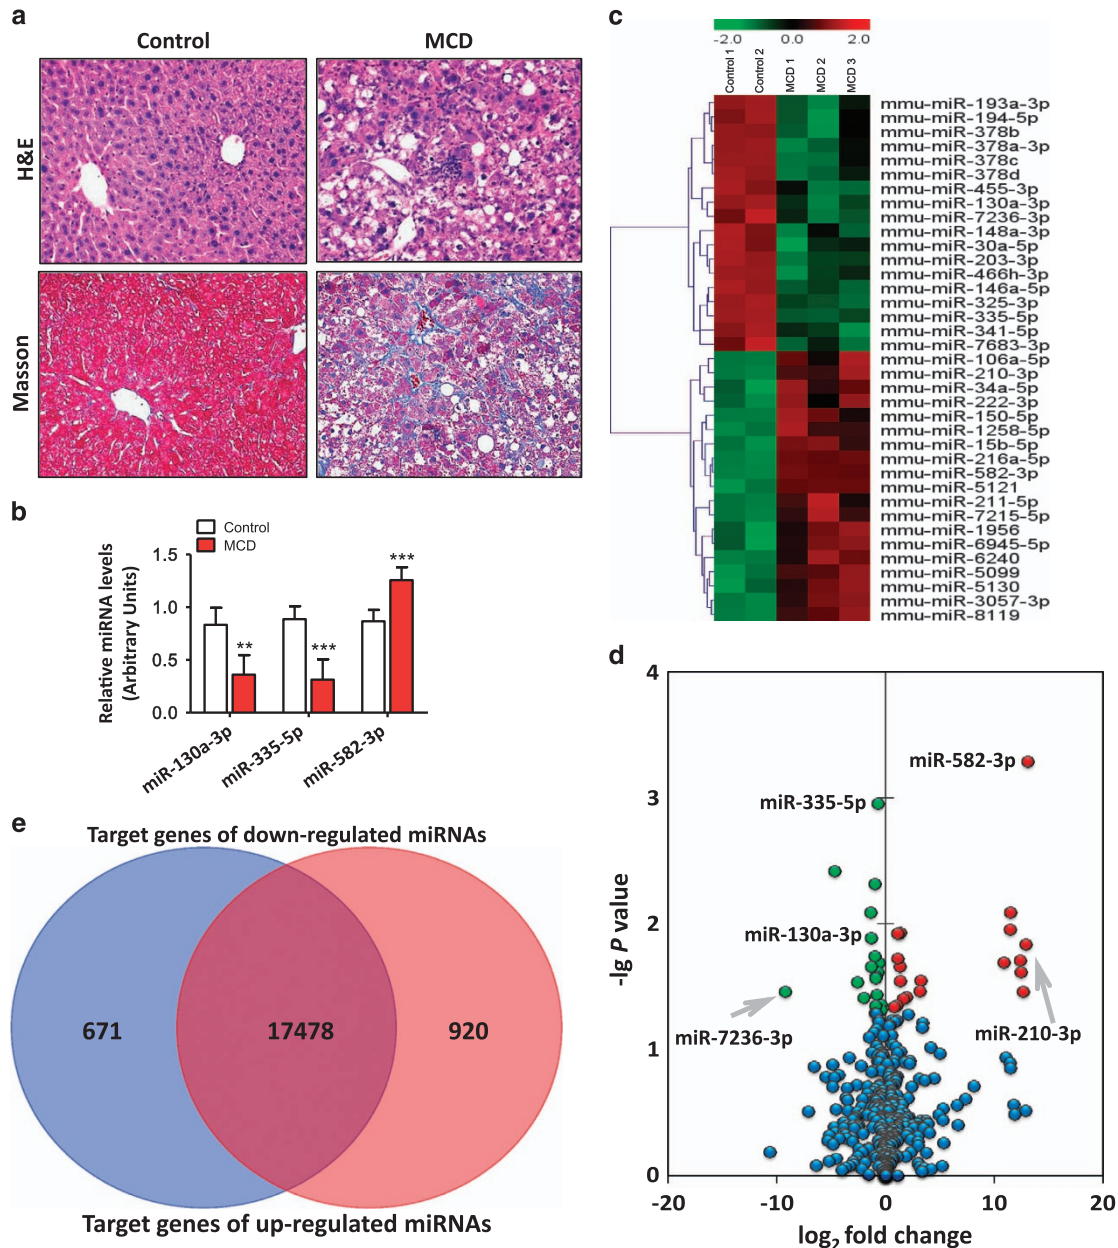 a
Control
MCD
H&E
Masson
b
Control
MCD
Relative miRNA levels
(Arbitrary Units)
1.5
1.0
0.5
0.0
**
***
***
miR-130a-3p
miR-335-5p
miR-582-3p
c
-2.0
0.0
2.0
Control 1
Control 2
MCD 1
MCD 2
MCD 3
mmu-miR-193a-3p
mmu-miR-194-5p
mmu-miR-378b
mmu-miR-378a-3p
mmu-miR-378c
mmu-miR-378d
mmu-miR-455-3p
mmu-miR-130a-3p
mmu-miR-7236-3p
mmu-miR-148a-3p
mmu-miR-30a-5p
mmu-miR-203-3p
mmu-miR-466h-3p
mmu-miR-146a-5p
mmu-miR-325-3p
mmu-miR-335-5p
mmu-miR-341-5p
mmu-miR-7683-3p
mmu-miR-106a-5p
mmu-miR-210-3p
mmu-miR-34a-5p
mmu-miR-222-3p
mmu-miR-150-5p
mmu-miR-1258-5p
mmu-miR-15b-5p
mmu-miR-216a-5p
mmu-miR-582-3p
mmu-miR-5121
mmu-miR-211-5p
mmu-miR-7215-5p
mmu-miR-1956
mmu-miR-6945-5p
mmu-miR-6240
mmu-miR-5099
mmu-miR-5130
mmu-miR-3057-3p
mmu-miR-8119
d
4
3
2
1
0
-lg P value
miR-582-3p
miR-335-5p
miR-130a-3p
miR-7236-3p
miR-210-3p
-20
-10
0
10
20
log2 fold change
e
Target genes of down-regulated miRNAs
671
17478
920
Target genes of up-regulated miRNAs